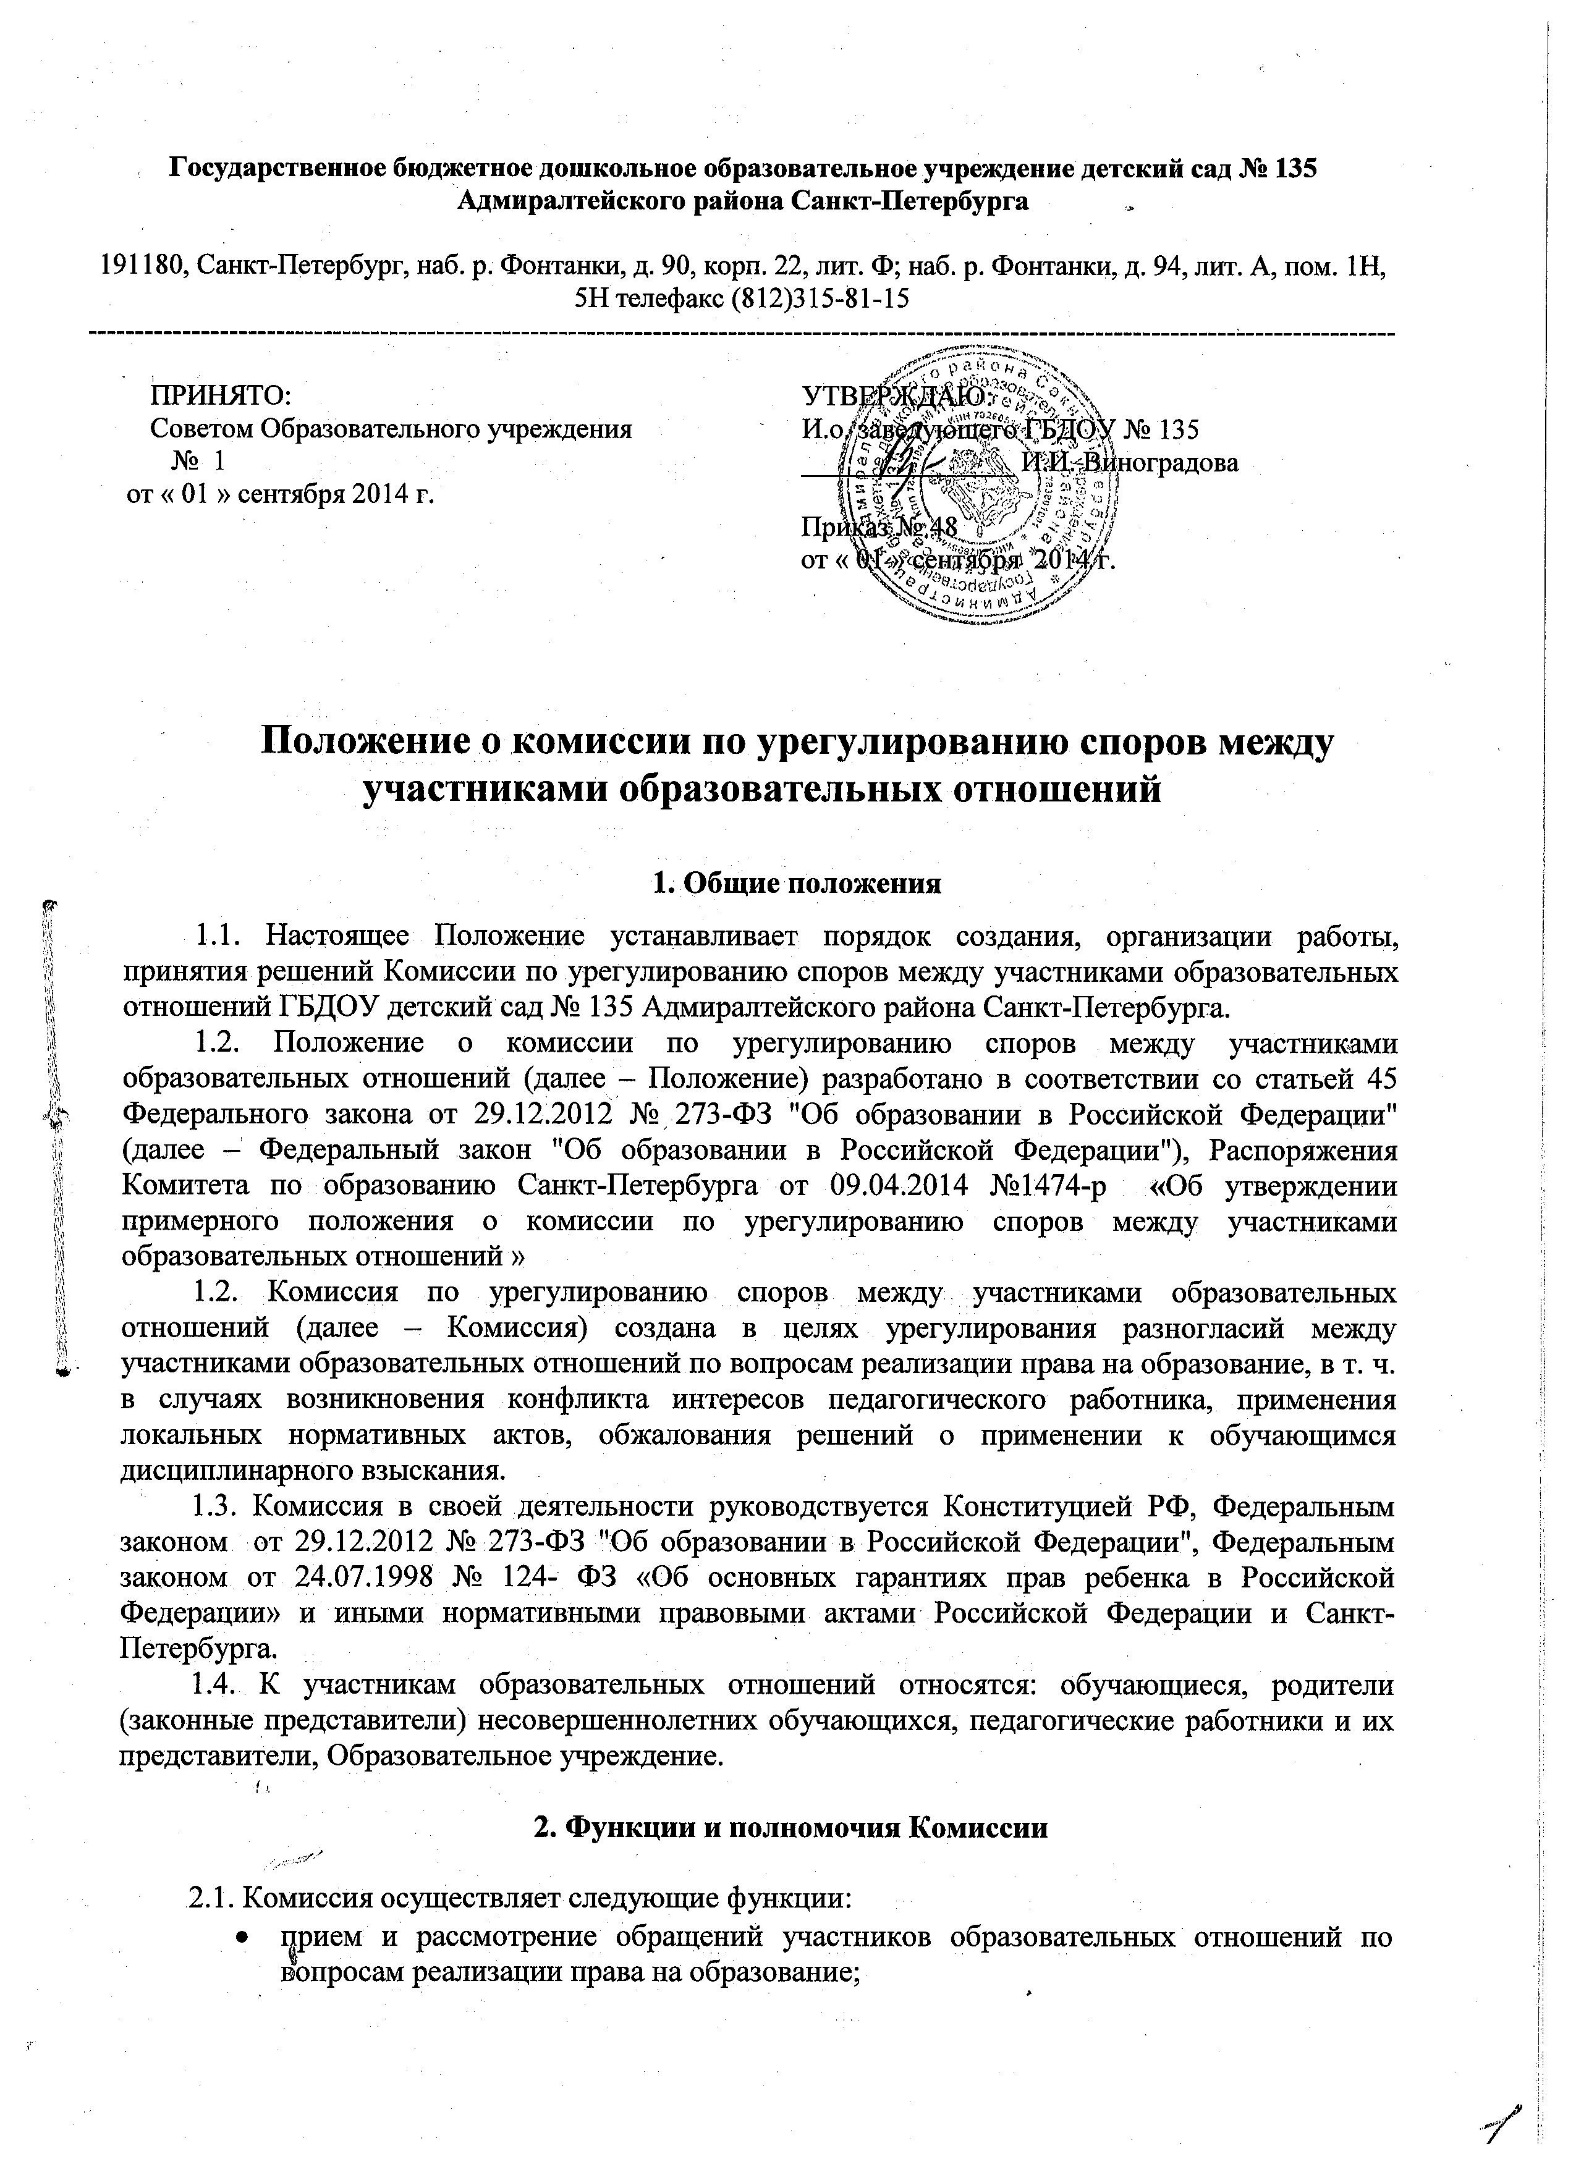 Государственное бюджетное дошкольное образовательное учреждение детский сад № 135
Адмиралтейского района Санкт-Петербурга
191180, Санкт-Петербург, наб. р. Фонтанки, д. 90, корп. 22, лит. Ф; наб. р. Фонтанки, д. 94, лит. А, пом. 1Н,
5Н телефакс (812)315-81-15
ПРИНЯТО:
Советом Образовательного учреждения
№ 1
от « 01 » сентября 2014 г.
УТВЕРЖДАЮ:
И.о. заведующего ГБДОУ № 135
И.И. Виноградова
Приказ № 48
от « 01 » сентября 2014 г.
Положение о комиссии по урегулированию споров между
участниками образовательных отношений
1. Общие положения
1.1. Настоящее Положение устанавливает порядок создания, организации работы,
принятия решений Комиссии по урегулированию споров между участниками образовательных
отношений ГБДОУ детский сад № 135 Адмиралтейского района Санкт-Петербурга.
1.2. Положение о комиссии по урегулированию споров между участниками
образовательных отношений (далее – Положение) разработано в соответствии со статьей 45
Федерального закона от 29.12.2012 № 273-ФЗ "Об образовании в Российской Федерации"
(далее – Федеральный закон "Об образовании в Российской Федерации"), Распоряжения
Комитета по образованию Санкт-Петербурга от 09.04.2014 №1474-р «Об утверждении
примерного положения о комиссии по урегулированию споров между участниками
образовательных отношений »
1.2. Комиссия по урегулированию споров между участниками образовательных
отношений (далее – Комиссия) создана в целях урегулирования разногласий между
участниками образовательных отношений по вопросам реализации права на образование, в т. ч.
в случаях возникновения конфликта интересов педагогического работника, применения
локальных нормативных актов, обжалования решений о применении к обучающимся
дисциплинарного взыскания.
1.3. Комиссия в своей деятельности руководствуется Конституцией РФ, Федеральным
законом от 29.12.2012 № 273-ФЗ "Об образовании в Российской Федерации", Федеральным
законом от 24.07.1998 № 124- ФЗ «Об основных гарантиях прав ребенка в Российской
Федерации» и иными нормативными правовыми актами Российской Федерации и Санкт-
Петербурга.
1.4. К участникам образовательных отношений относятся: обучающиеся, родители
(законные представители) несовершеннолетних обучающихся, педагогические работники и их
представители, Образовательное учреждение.
2. Функции и полномочия Комиссии
2.1. Комиссия осуществляет следующие функции:
• прием и рассмотрение обращений участников образовательных отношений по
вопросам реализации права на образование;
1